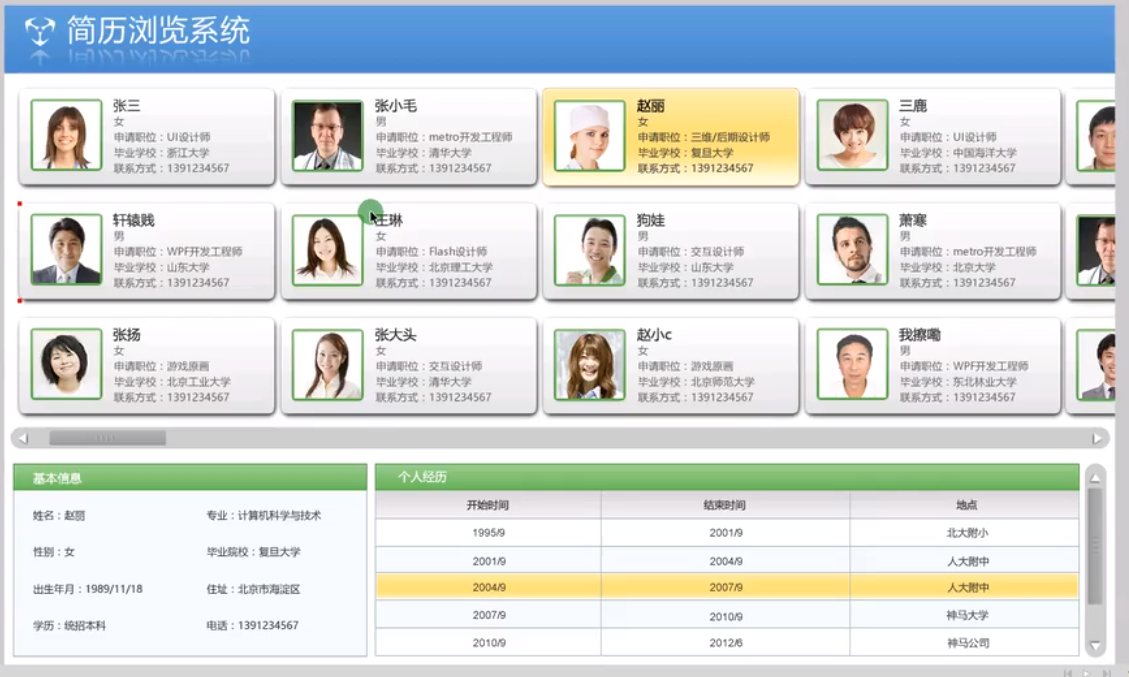 简历浏览系统
张三
女
申请职位：UI设计师
毕业学校：浙江大学
联系方式：1391234567
张小毛
男
申请职位：metro开发工程师
毕业学校：清华大学
联系方式：1391234567
赵丽
女
申请职位：三维/后期设计师
毕业学校：复旦大学
联系方式：1391234567
三鹿
女
申请职位：UI设计师
毕业学校：中国海洋大学
联系方式：1391234567
轩辕贱
男
申请职位：WPF开发工程师
毕业学校：山东大学
联系方式：1391234567
王琳
女
申请职位：Flash设计师
毕业学校：北京理工大学
联系方式：1391234567
狗娃
男
申请职位：交互设计师
毕业学校：山东大学
联系方式：1391234567
萧寒
男
申请职位：metro开发工程师
毕业学校：北京大学
联系方式：1391234567
张扬
女
申请职位：游戏原画
毕业学校：北京工业大学
联系方式：1391234567
张大头
女
申请职位：交互设计师
毕业学校：清华大学
联系方式：1391234567
赵小c
女
申请职位：游戏原画
毕业学校：北京师范大学
联系方式：1391234567
我擦嘞
男
申请职位：WPF开发工程师
毕业学校：东北林业大学
联系方式：1391234567
基本信息
姓名：赵丽 专业：计算机科学与技术
性别：女 毕业院校：复旦大学
出生年月：1989/11/18 住址：北京市海淀区
学历：统招本科 电话：1391234567
个人经历
开始时间 结束时间 地点
1995/9 2001/9 北大附小
2001/9 2004/9 人大附中
2004/9 2007/9 人大附中
2007/9 2010/9 神马大学
2010/9 2012/6 神马公司